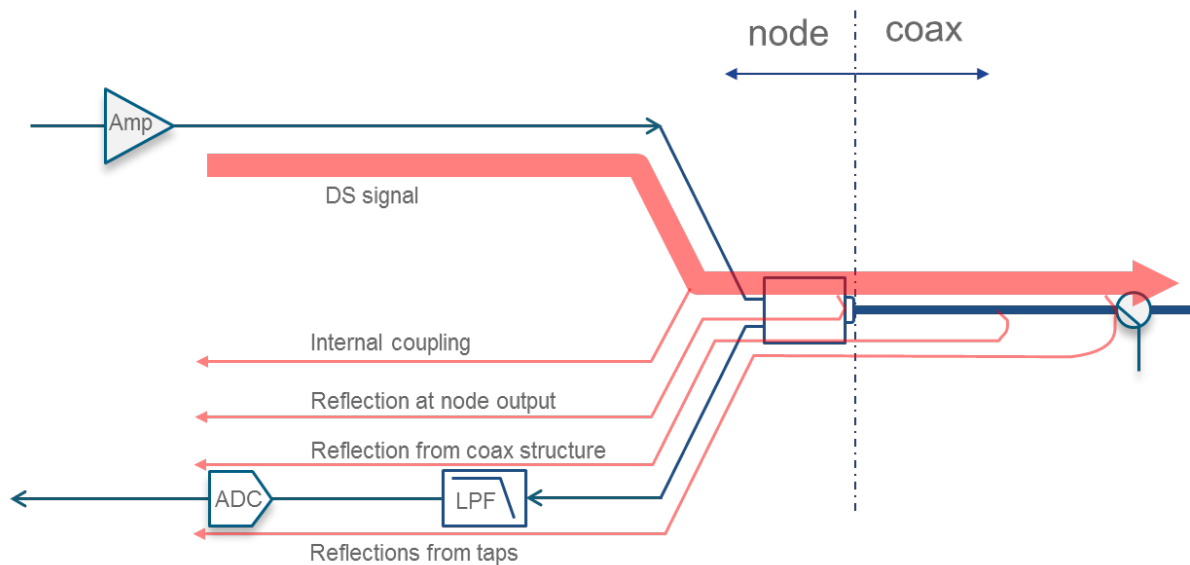 node coax
Amp
DS signal
Internal coupling
Reflection at node output
Reflection from coax structure
ADC
LPF
Reflections from taps